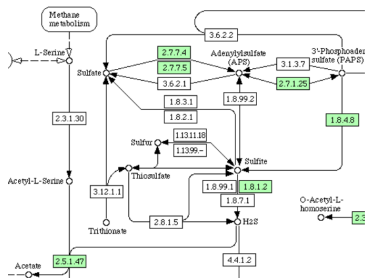 Methane
metabolism
3.6.2.2
L-Serine
2.7.7.4
Adenylylsulfate
(APS)
3.1.3.7
3'-Phosphoaden
sulfate (PAPS)
Sulfate
2.7.7.5
3.6.2.1
2.7.1.25
1.8.3.1
1.8.99.2
1.8.2.1
2.3.1.30
1.8.4.8
1.13.11.18
Sulfur
1.13.99.-
Sulfite
Thiosulfate
Acetyl-L-Serine
3.12.1.1
1.8.99.1
1.8.1.2
1.8.7.1
O-Acetyl-L-
homoserine
Trithionate
2.8.1.5
H2S
2.3
2.5.1.47
4.4.1.2
Acetate